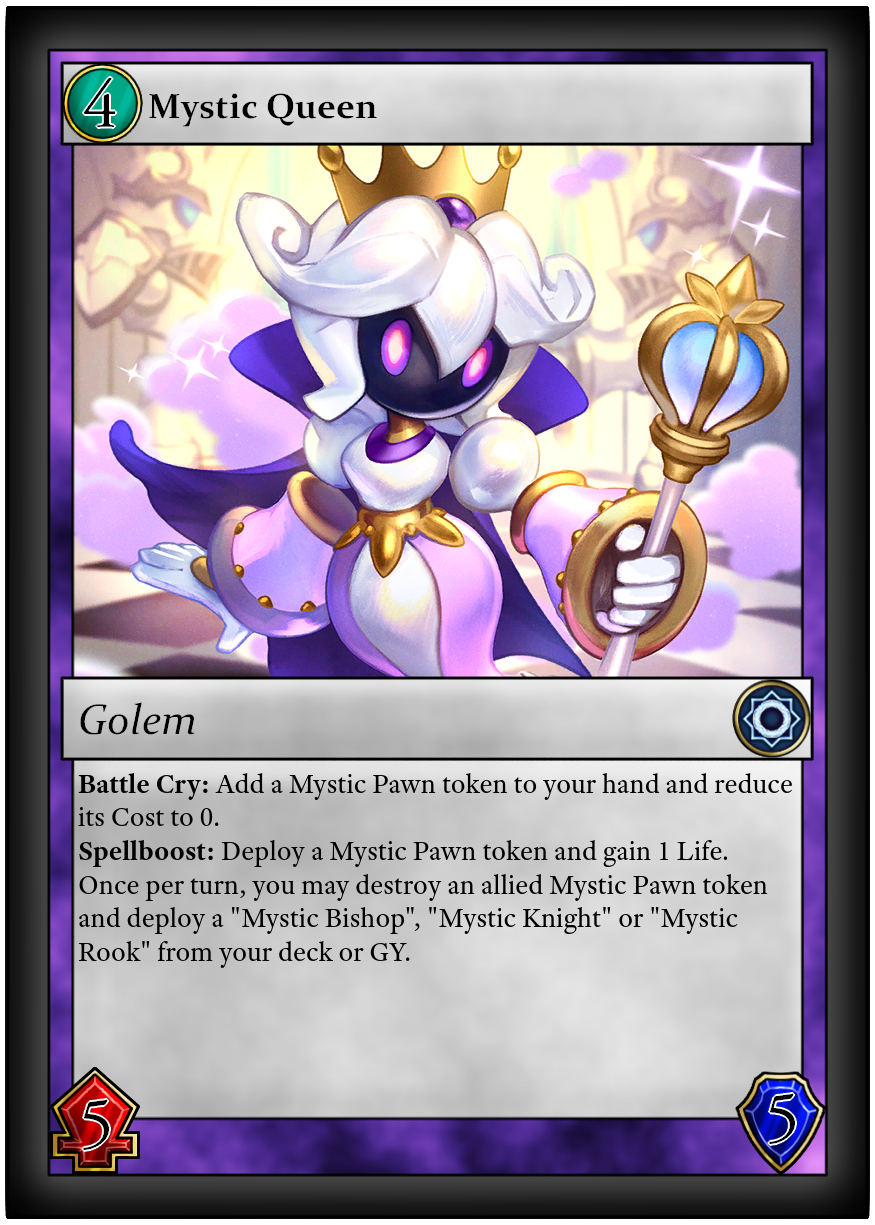 4 Mystic Queen
Golem
Battle Cry: Add a Mystic Pawn token to your hand and reduce
its Cost to 0.
Spellboost: Deploy a Mystic Pawn token and gain 1 Life.
Once per turn, you may destroy an allied Mystic Pawn token
and deploy a "Mystic Bishop", "Mystic Knight" or "Mystic
Rook" from your deck or GY.
5 5